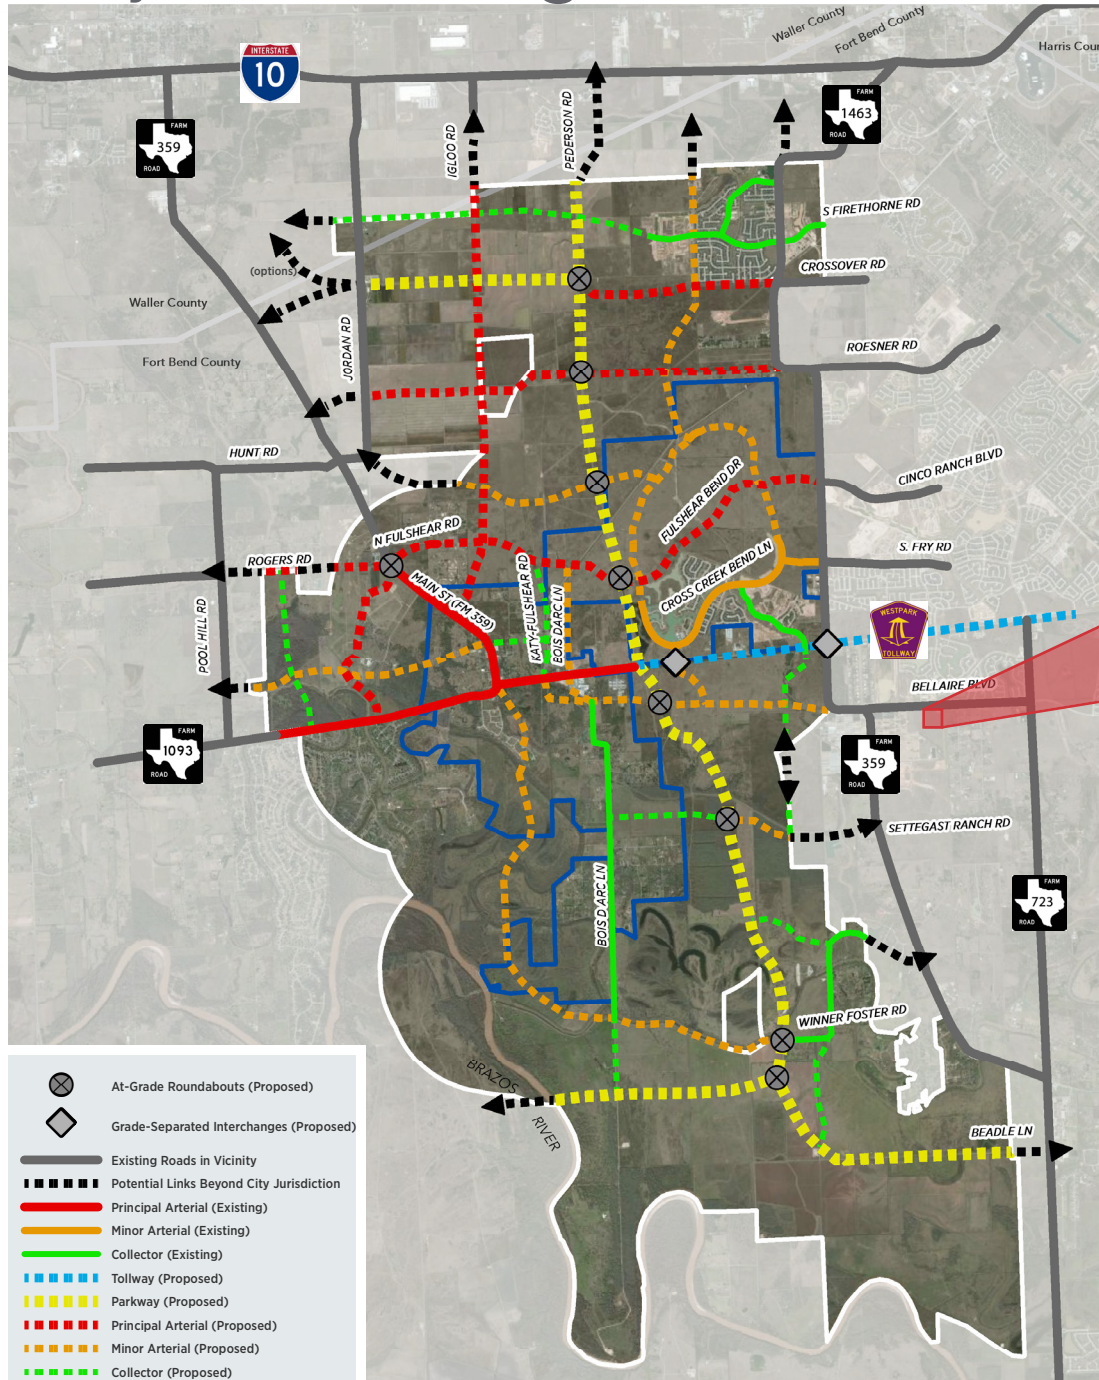 Waller County
Fort Bend County
Harris Coun
INTERSTATE
10
FARM
359
ROAD
FARM
1463
ROAD
IGLOO RD
PEDERSON RD
S FIRETHORNE RD
CROSSOVER RD
(options)
Waller County
Fort Bend County
JORDAN RD
ROESNER RD
HUNT RD
CINCO RANCH BLVD
FULSHEAR BEND DR
N FULSHEAR RD
S. FRY RD
ROGERS RD
CROSS CREEK BEND LN
MAIN ST (FM 359)
KATY-FULSHEAR RD
BOIS DARC LN
POOL HILL RD
WESTPARK
TOLLWAY
BELLAIRE BLVD
FARM
1093
ROAD
FARM
359
ROAD
SETTEGAST RANCH RD
BOIS D ARC LN
FARM
723
ROAD
WINNER FOSTER RD
BRAZOS
RIVER
BEADLE LN
At-Grade Roundabouts (Proposed)
Grade-Separated Interchanges (Proposed)
Existing Roads in Vicinity
Potential Links Beyond City Jurisdiction
Principal Arterial (Existing)
Minor Arterial (Existing)
Collector (Existing)
Tollway (Proposed)
Parkway (Proposed)
Principal Arterial (Proposed)
Minor Arterial (Proposed)
Collector (Proposed)